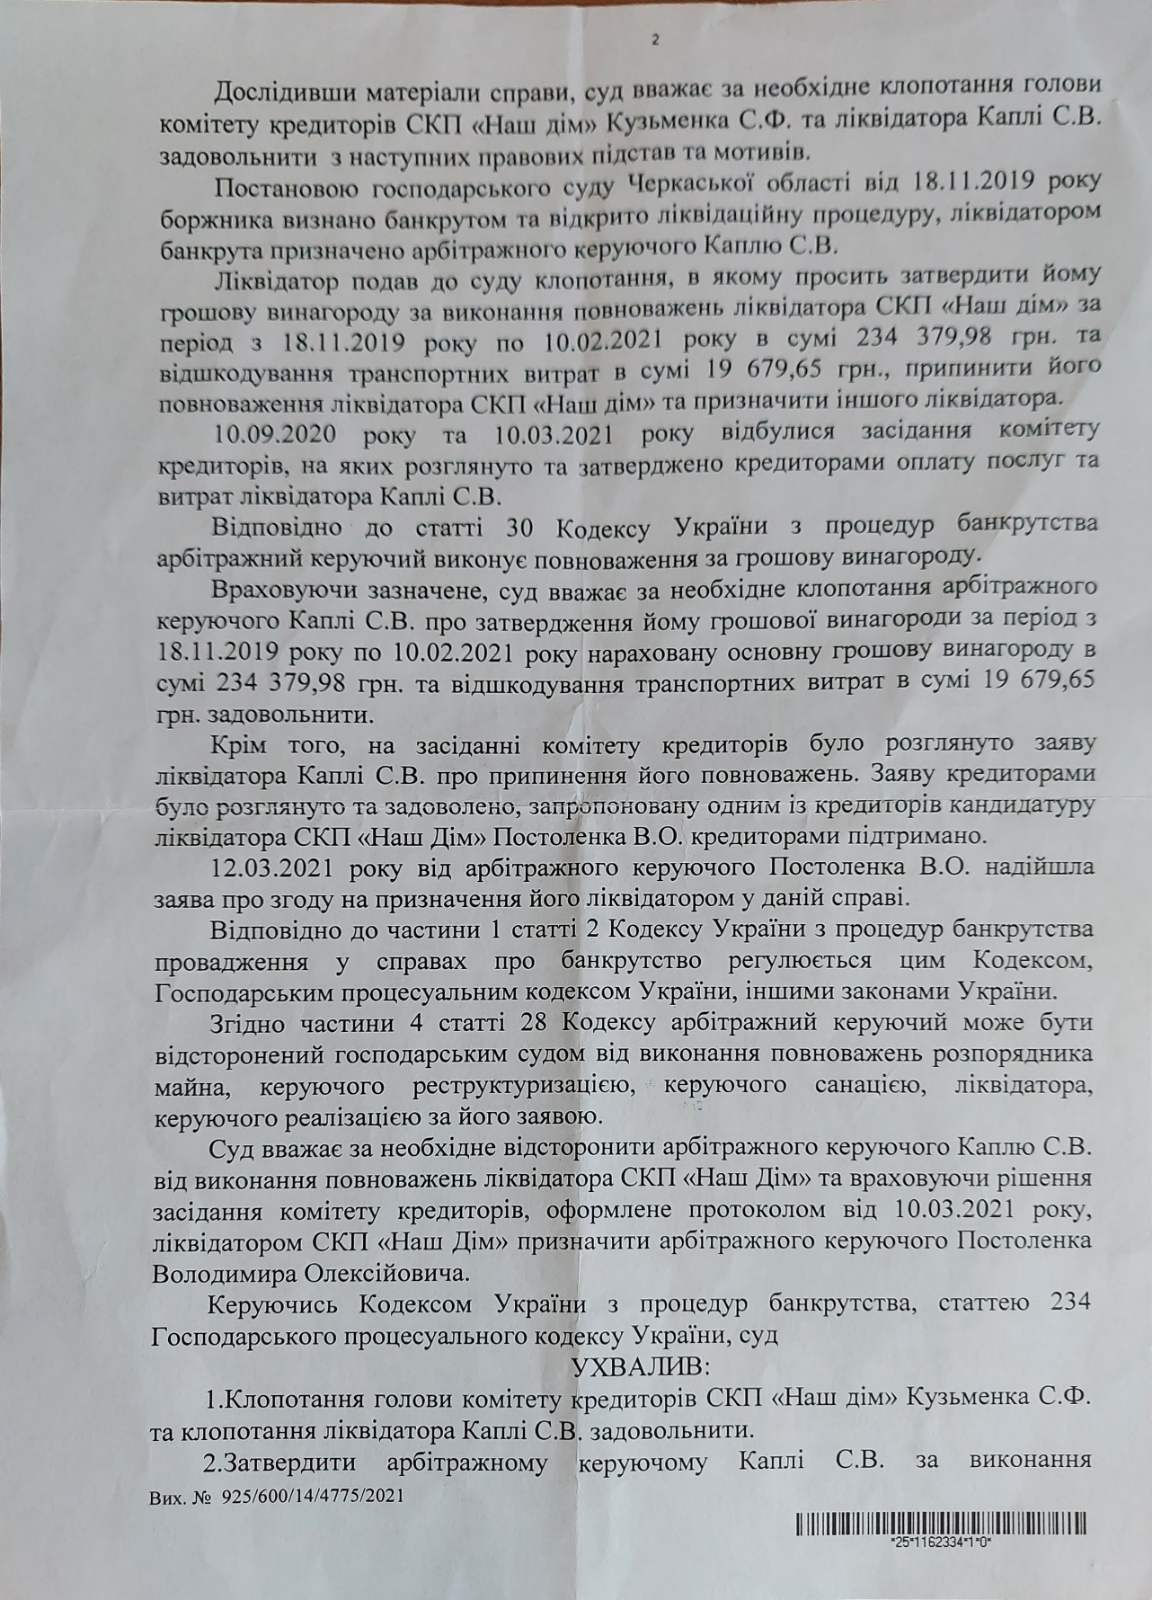 2
Дослідивши матеріали справи, суд вважає за необхідне клопотання голови
комітету кредиторів СКП «Наш дім» Кузьменка С.Ф. та ліквідатора Каплі С.В.
задовольнити з наступних правових підстав та мотивів.
Постановою господарського суду Черкаської області від 18.11.2019 року
боржника визнано банкрутом та відкрито ліквідаційну процедуру, ліквідатором
банкрута призначено арбітражного керуючого Каплю С.В.
Ліквідатор подав до суду клопотання, в якому просить затвердити йому
грошову винагороду за виконання повноважень ліквідатора СКП «Наш дім» за
період з 18.11.2019 року по 10.02.2021 року в сумі 234 379,98 грн. та
відшкодування транспортних витрат в сумі 19 679,65 грн., припинити його
повноваження ліквідатора СКП «Наш дім» та призначити іншого ліквідатора.
10.09.2020 року та 10.03.2021 року відбулися засідання комітету
кредиторів, на яких розглянуто та затверджено кредиторами оплату послуг та
витрат ліквідатора Каплі С.В.
Відповідно до статті 30 Кодексу України з процедур банкрутства
арбітражний керуючий виконує повноваження за грошову винагороду.
Враховуючи зазначене, суд вважає за необхідне клопотання арбітражного
керуючого Каплі С.В. про затвердження йому грошової винагороди за період з
18.11.2019 року по 10.02.2021 року нараховану основну грошову винагороду в
сумі 234 379,98 грн. та відшкодування транспортних витрат в сумі 19 679,65
грн. задовольнити.
Крім того, на засіданні комітету кредиторів було розглянуто заяву
ліквідатора Каплі С.В. про припинення його повноважень. Заяву кредиторами
було розглянуто та задоволено, запропоновану одним із кредиторів кандидатуру
ліквідатора СКП «Наш Дім» Постоленка В.О. кредиторами підтримано.
12.03.2021 року від арбітражного керуючого Постоленка В.О. надійшла
заява про згоду на призначення його ліквідатором у даній справі.
Відповідно до частини 1 статті 2 Кодексу України з процедур банкрутства
провадження у справах про банкрутство регулюється цим Кодексом,
Господарським процесуальним кодексом України, іншими законами України.
Згідно частини 4 статті 28 Кодексу арбітражний керуючий може бути
відсторонений господарським судом від виконання повноважень розпорядника
майна, керуючого реструктуризацією, керуючого санацією, ліквідатора,
керуючого реалізацією за його заявою.
Суд вважає за необхідне відсторонити арбітражного керуючого Каплю С.В.
від виконання повноважень ліквідатора СКП «Наш Дім» та враховуючи рішення
засідання комітету кредиторів, оформлене протоколом від 10.03.2021 року,
ліквідатором СКП «Наш Дім» призначити арбітражного керуючого Постоленка
Володимира Олексійовича.
Керуючись Кодексом України з процедур банкрутства, статтею 234
Господарського процесуального кодексу України, суд
УХВАЛИВ:
1.Клопотання голови комітету кредиторів СКП «Наш дім» Кузьменка С.Ф.
та клопотання ліквідатора Каплі С.В. задовольнити.
2.Затвердити арбітражному керуючому Каплі С.В. за виконання
Вих. № 925/600/14/4775/2021
*25*1162334*1*0*